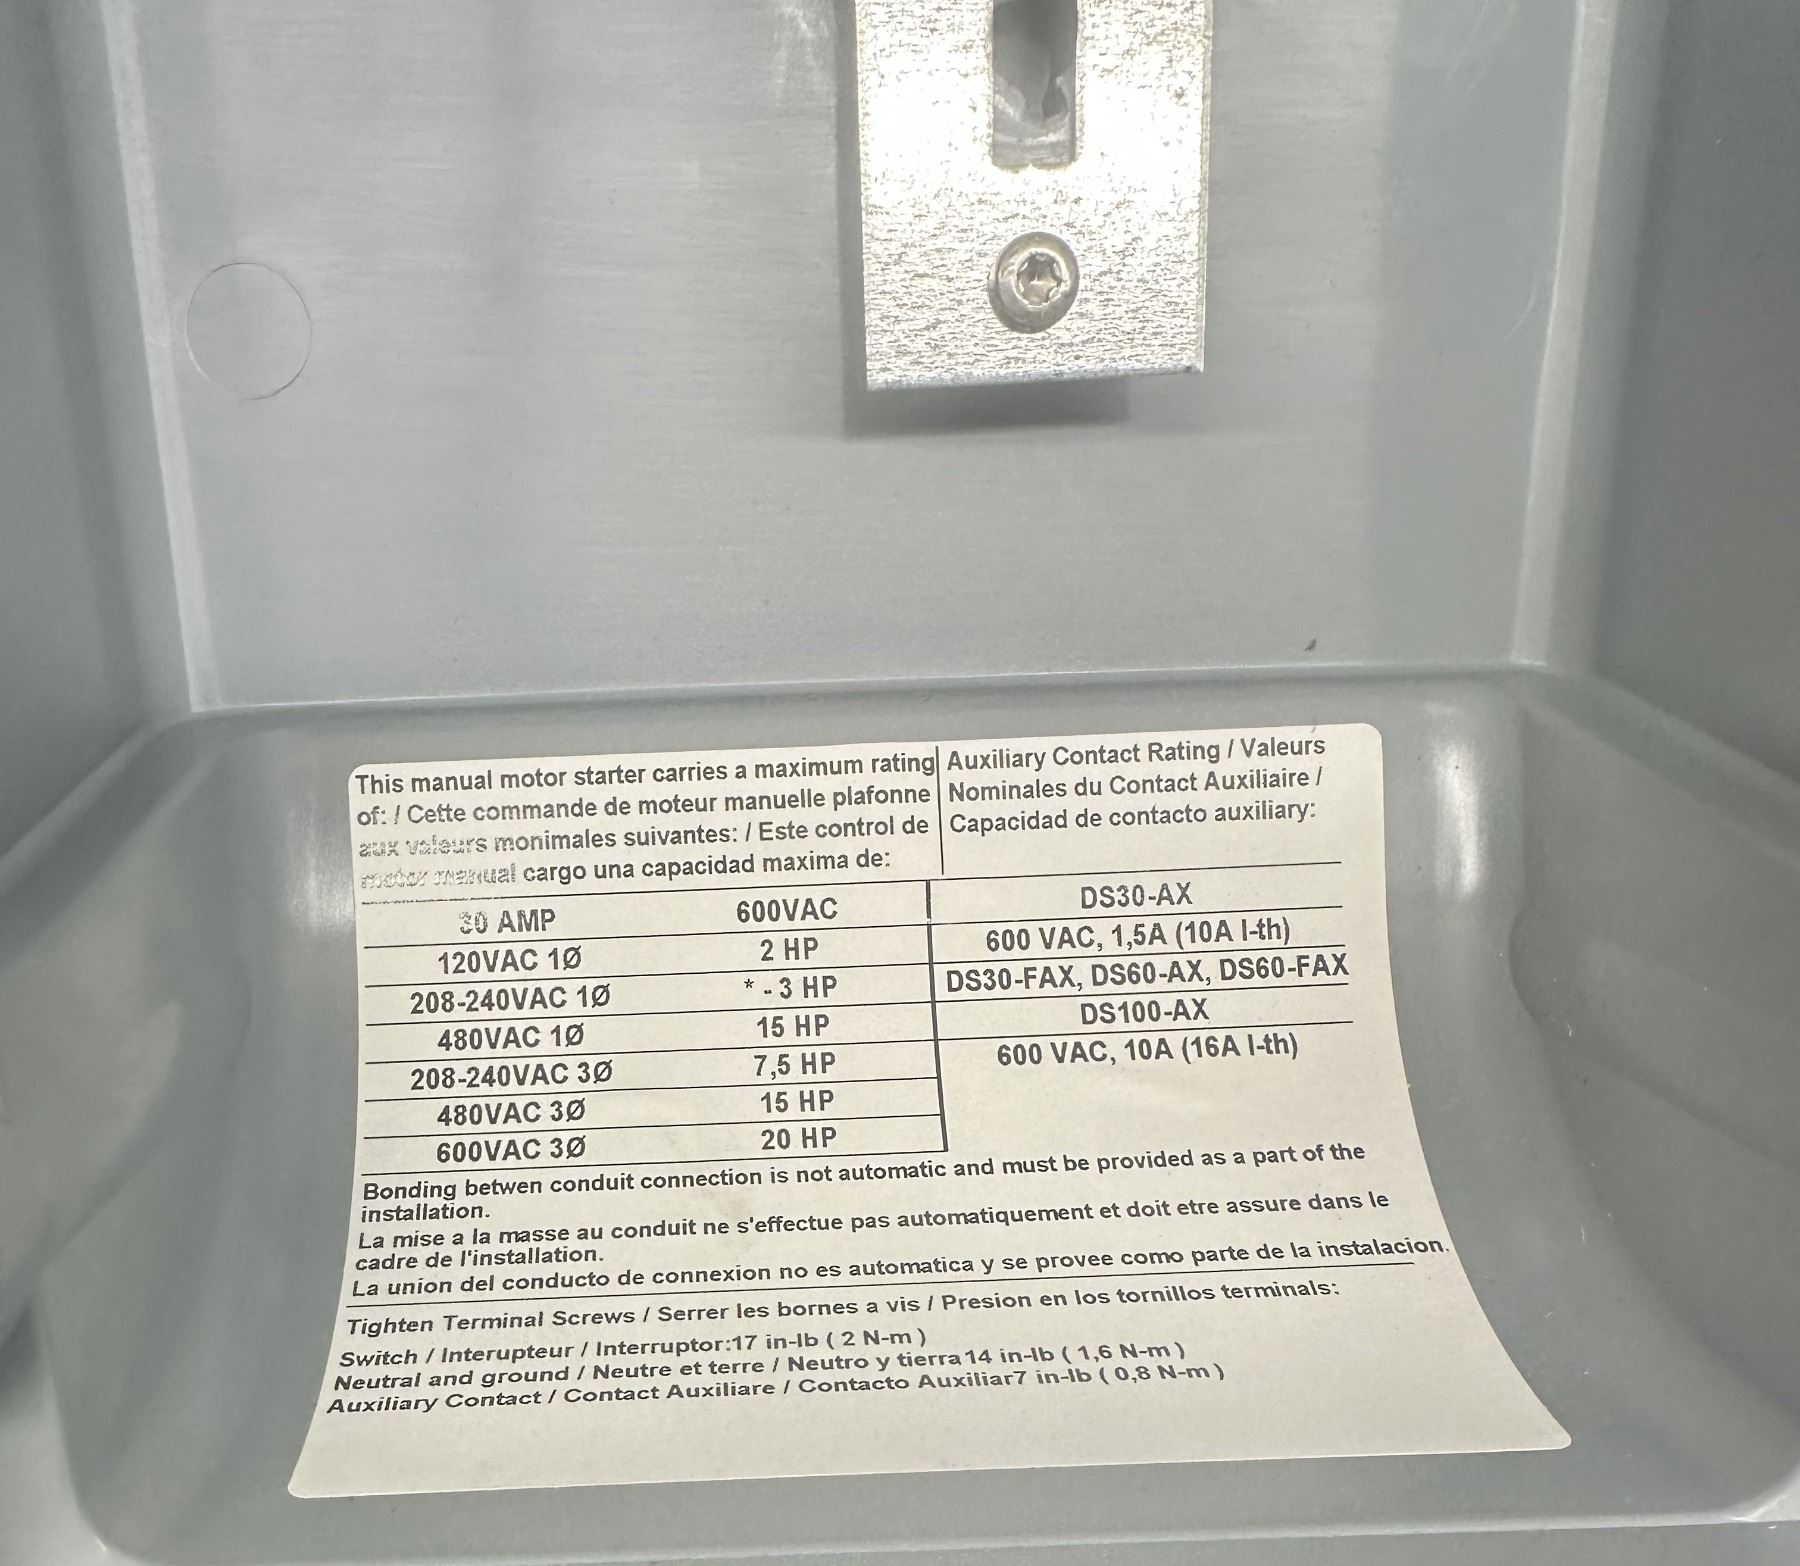 This manual motor starter carries a maximum rating
of: / Cette commande de moteur manuelle plafonne
aux valeurs monimales suivantes: / Este control de
motor manual cargo una capacidad maxima de:
Auxiliary Contact Rating / Valeurs
Nominales du Contact Auxiliaire /
Capacidad de contacto auxiliary:
30 AMP 600VAC
120VAC 1Ø 2 HP
208-240VAC 1Ø * - 3 HP
480VAC 1Ø 15 HP
208-240VAC 3Ø 7,5 HP
480VAC 3Ø 15 HP
600VAC 3Ø 20 HP
DS30-AX
600 VAC, 1,5A (10A I-th)
DS30-FAX, DS60-AX, DS60-FAX
DS100-AX
600 VAC, 10A (16A I-th)
Bonding betwen conduit connection is not automatic and must be provided as a part of the
installation.
La mise a la masse au conduit ne s'effectue pas automatiquement et doit etre assure dans le
cadre de l'installation.
La union del conducto de connexion no es automatica y se provee como parte de la instalacion.
Tighten Terminal Screws / Serrer les bornes a vis / Presion en los tornillos terminals:
Switch / Interupteur / Interruptor:17 in-lb ( 2 N-m )
Neutral and ground / Neutre et terre / Neutro y tierra 14 in-lb ( 1,6 N-m )
Auxiliary Contact / Contact Auxiliare / Contacto Auxiliar7 in-lb ( 0,8 N-m )